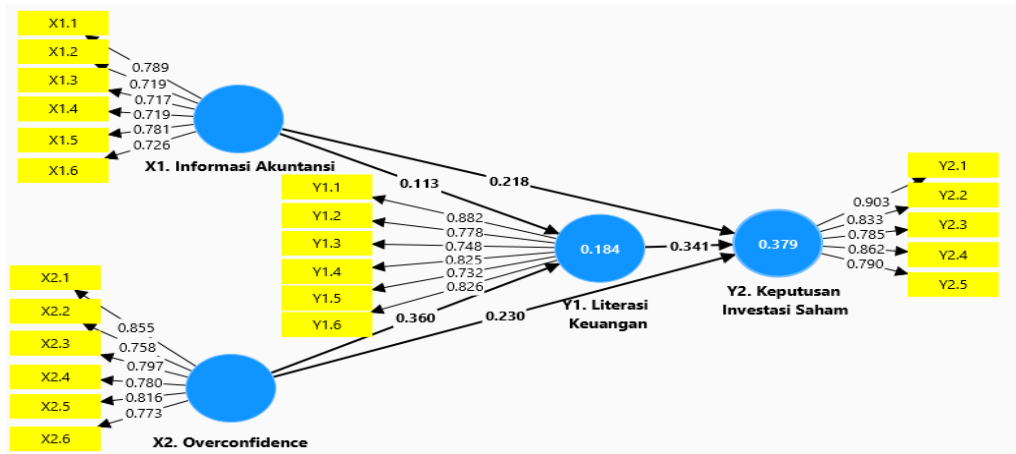 X1.1
X1.2
X1.3
X1.4
X1.5
X1.6
0.789
0.719
0.717
0.719
0.781
0.726
X1. Informasi Akuntansi
0.113
0.218
Y1.1
Y1.2
Y1.3
Y1.4
Y1.5
Y1.6
0.882
0.778
0.748
0.825
0.732
0.826
0.184
Y1. Literasi
Keuangan
0.341
0.379
Y2. Keputusan
Investasi Saham
0.903
0.833
0.785
0.862
0.790
Y2.1
Y2.2
Y2.3
Y2.4
Y2.5
X2.1
X2.2
X2.3
X2.4
X2.5
X2.6
0.855
0.758
0.797
0.780
0.816
0.773
0.360
0.230
X2. Overconfidence